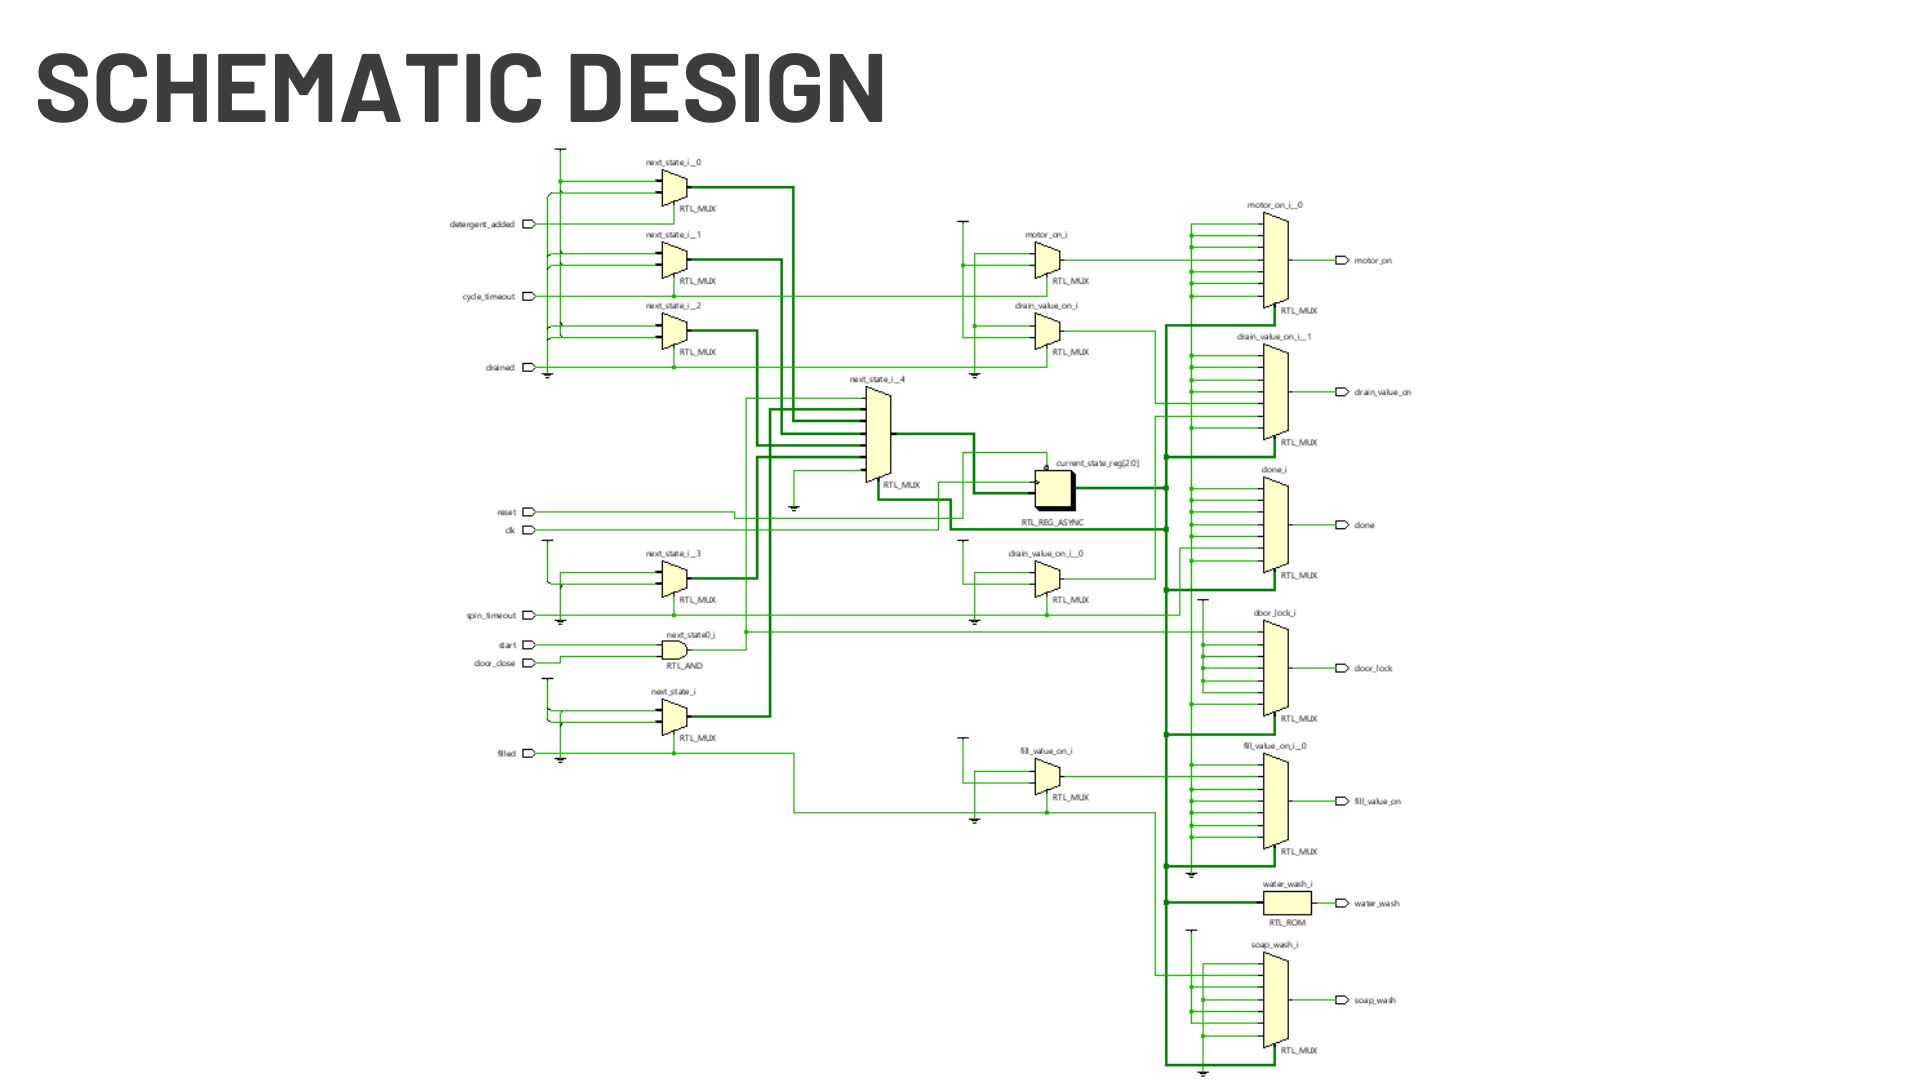 SCHEMATIC DESIGN
next_state_i__0
RTL_MUX
detergent_added
next_state_i__1
RTL_MUX
cycle_timeout
next_state_i__2
RTL_MUX
drained
motor_on_i
RTL_MUX
drain_value_on_i
RTL_MUX
next_state_i__4
RTL_MUX
current_state_reg[2:0]
RTL_REG_ASYNC
reset
clk
next_state_i__3
RTL_MUX
spin_timeout
drain_value_on_i__0
RTL_MUX
start
door_close
next_state0_i
RTL_AND
next_state_i
RTL_MUX
filled
fill_value_on_i
RTL_MUX
motor_on_i__0
RTL_MUX
motor_on
drain_value_on_i__1
RTL_MUX
drain_value_on
done_i
RTL_MUX
done
door_lock_i
RTL_MUX
door_lock
fill_value_on_i__0
RTL_MUX
fill_value_on
water_wash_i
RTL_ROM
water_wash
soap_wash_i
RTL_MUX
soap_wash